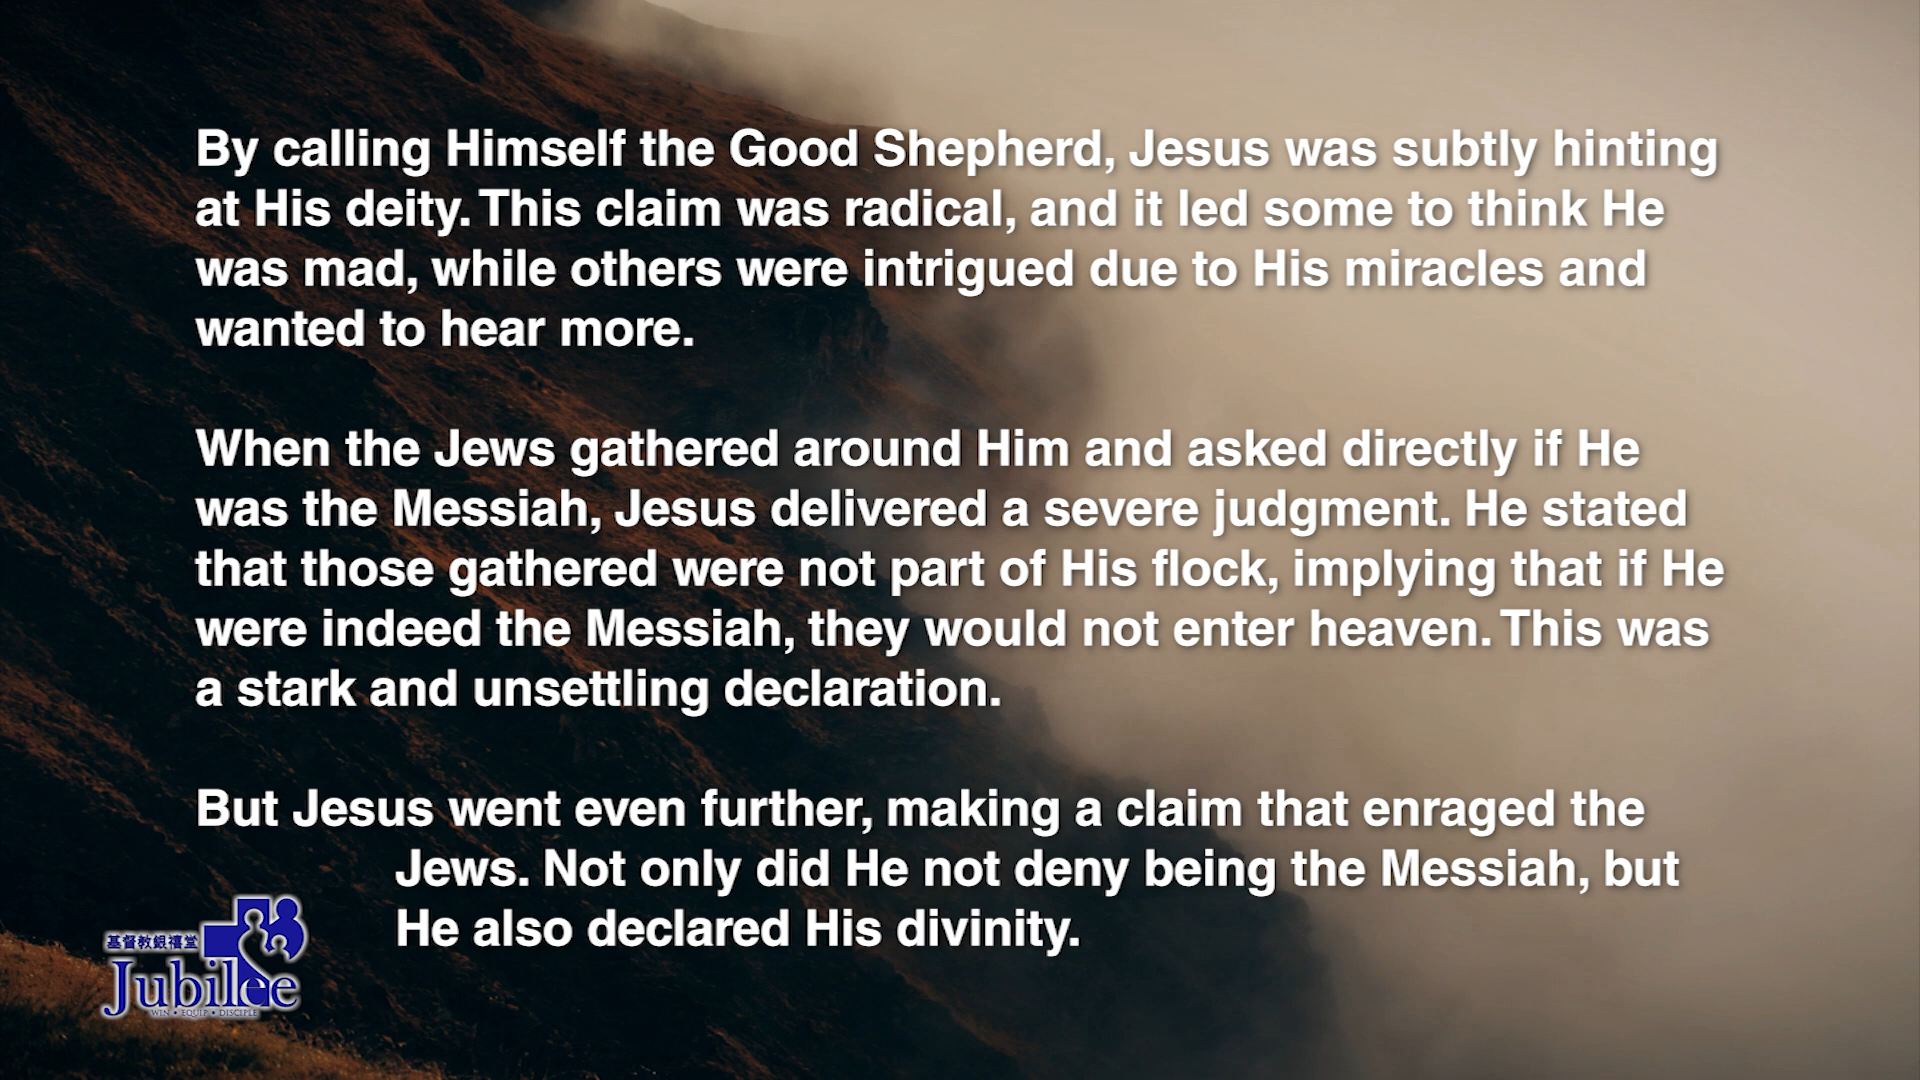 By calling Himself the Good Shepherd, Jesus was subtly hinting
at His deity. This claim was radical, and it led some to think He
was mad, while others were intrigued due to His miracles and
wanted to hear more.
When the Jews gathered around Him and asked directly if He
was the Messiah, Jesus delivered a severe judgment. He stated
that those gathered were not part of His flock, implying that if He
were indeed the Messiah, they would not enter heaven. This was
a stark and unsettling declaration.
But Jesus went even further, making a claim that enraged the
Jews. Not only did He not deny being the Messiah, but
He also declared His divinity.
基督教銀禧堂
Jubilee
WIN • EQUIP • DISCIPLE